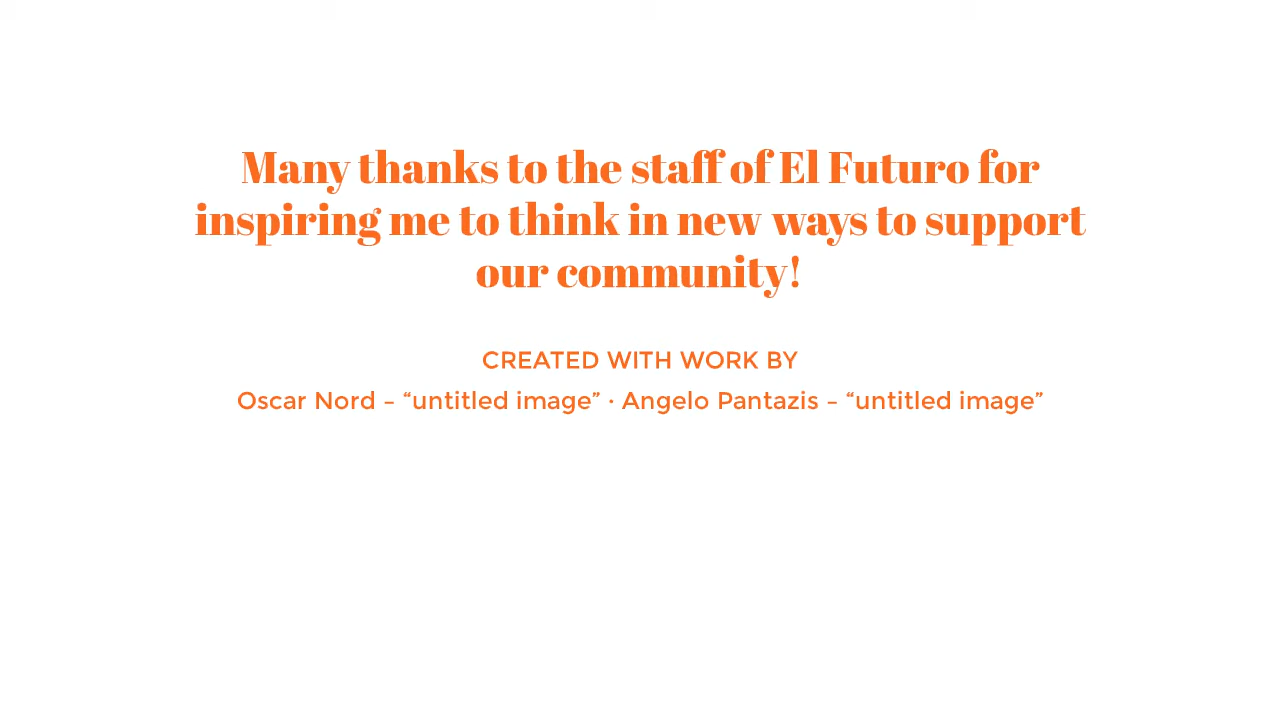 Many thanks to the staff of El Futuro for
inspiring me to think in new ways to support
our community!
CREATED WITH WORK BY
Oscar Nord – “untitled image” · Angelo Pantazis – “untitled image”